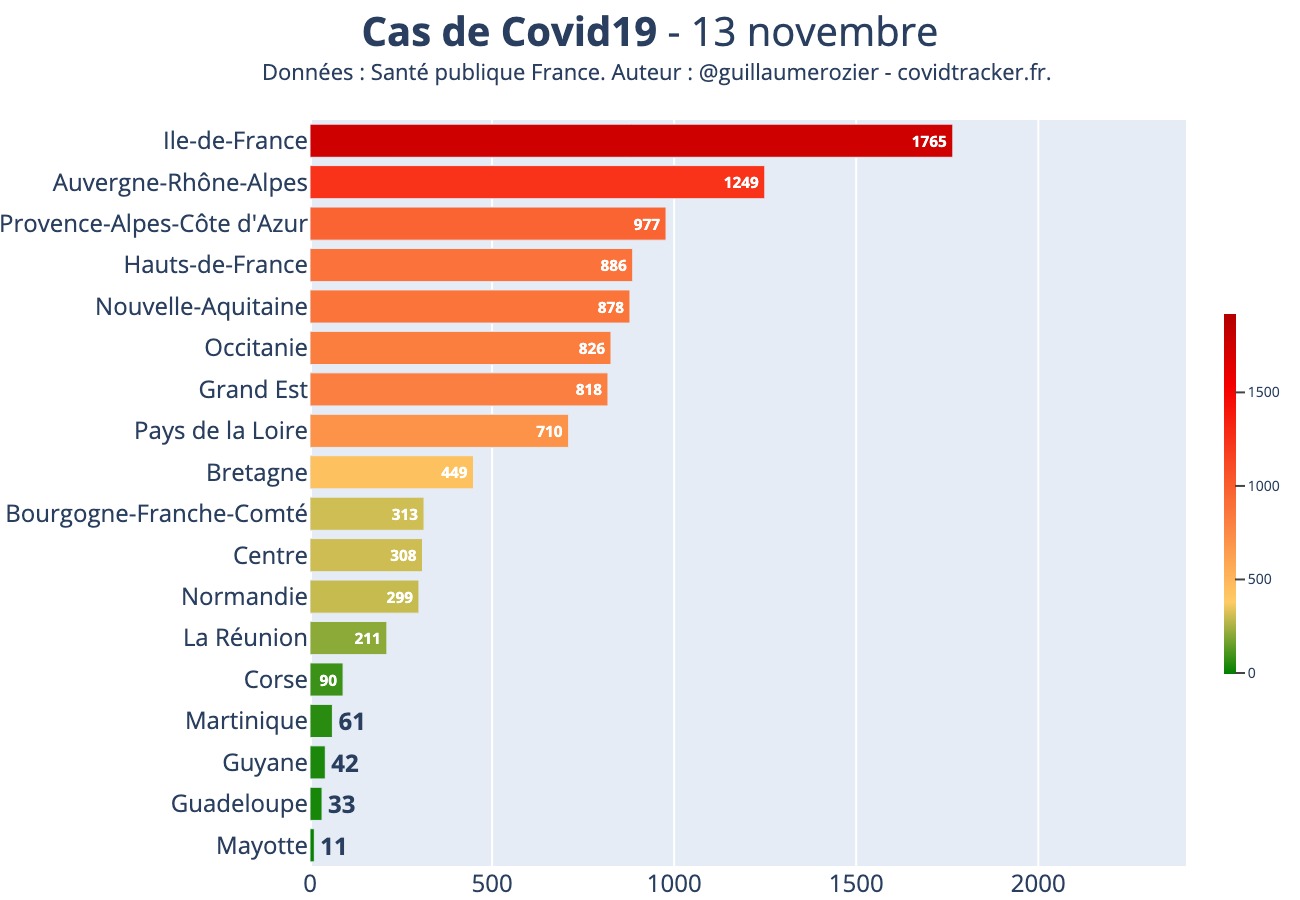 Cas de Covid19 - 13 novembre
Données : Santé publique France. Auteur : @guillaumerozier - covidtracker.fr.
Ile-de-France 1765
Auvergne-Rhône-Alpes 1249
Provence-Alpes-Côte d'Azur 977
Hauts-de-France 886
Nouvelle-Aquitaine 878
Occitanie 826
Grand Est 818
Pays de la Loire 710
Bretagne 449
Bourgogne-Franche-Comté 313
Centre 308
Normandie 299
La Réunion 211
Corse 90
Martinique 61
Guyane 42
Guadeloupe 33
Mayotte 11
0 500 1000 1500 2000
1500
1000
500
0